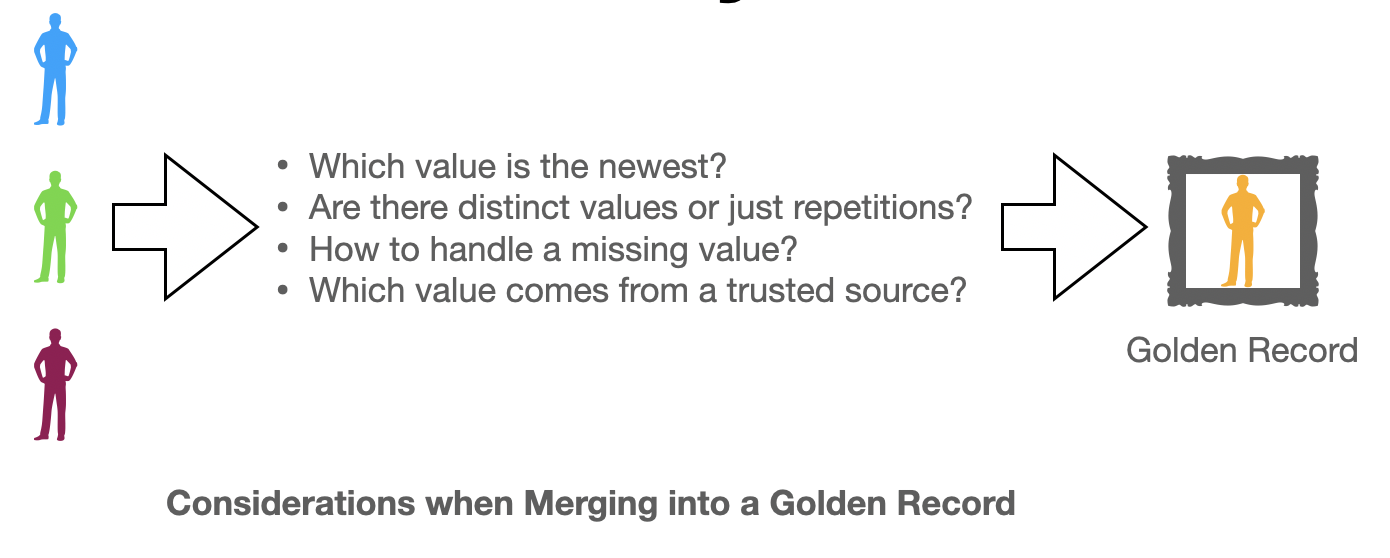 • Which value is the newest?
• Are there distinct values or just repetitions?
• How to handle a missing value?
• Which value comes from a trusted source?
Golden Record
Considerations when Merging into a Golden Record